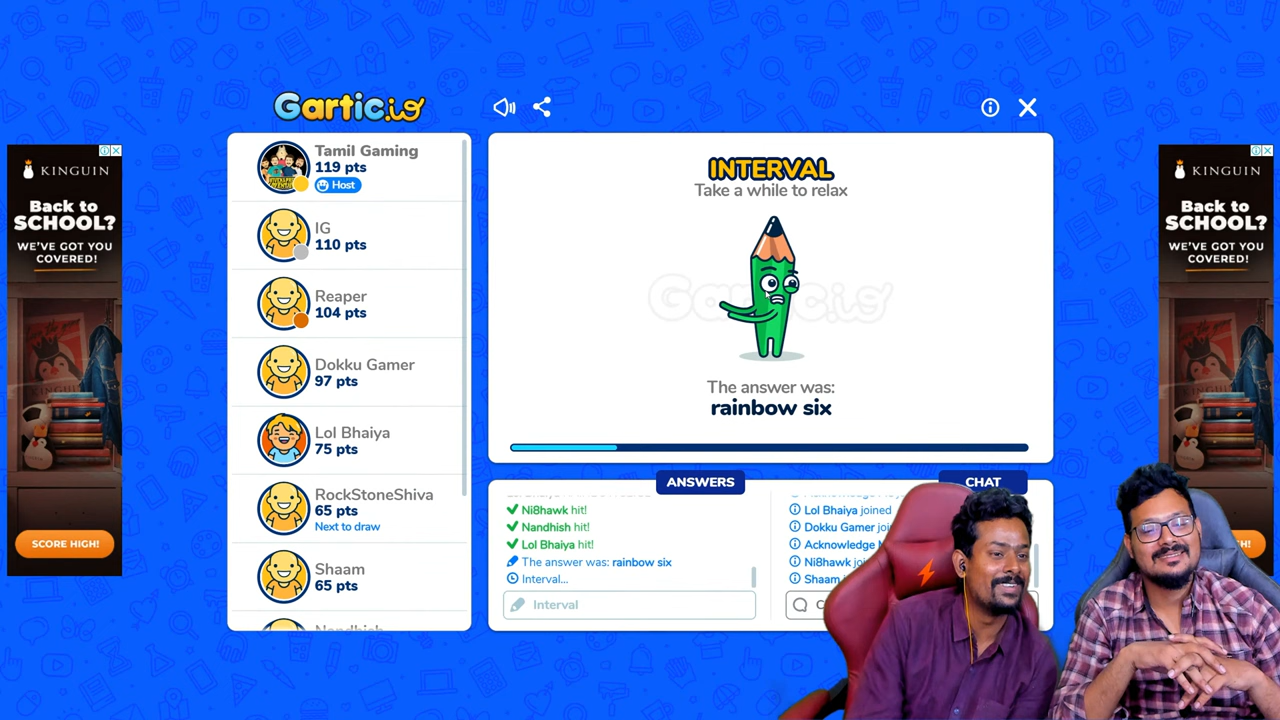 Gartic.io
KINGUIN
Back to
SCHOOL?
WE'VE GOT YOU
COVERED!
SCORE HIGH!
Tamil Gaming
119 pts
Host
IG
110 pts
Reaper
104 pts
Dokku Gamer
97 pts
Lol Bhaiya
75 pts
RockStoneShiva
65 pts
Next to draw
Shaam
65 pts
Nandhish
INTERVAL
Take a while to relax
Gartic.io
The answer was:
rainbow six
ANSWERS
Ni8hawk hit!
Nandhish hit!
Lol Bhaiya hit!
The answer was: rainbow six
Interval...
Interval
CHAT
Lol Bhaiya joined
Dokku Gamer joi
Acknowledge
Ni8hawk joi
Shaam
KINGUIN
Back to
SCHOOL?
WE'VE GOT YOU
COVERED!
H!